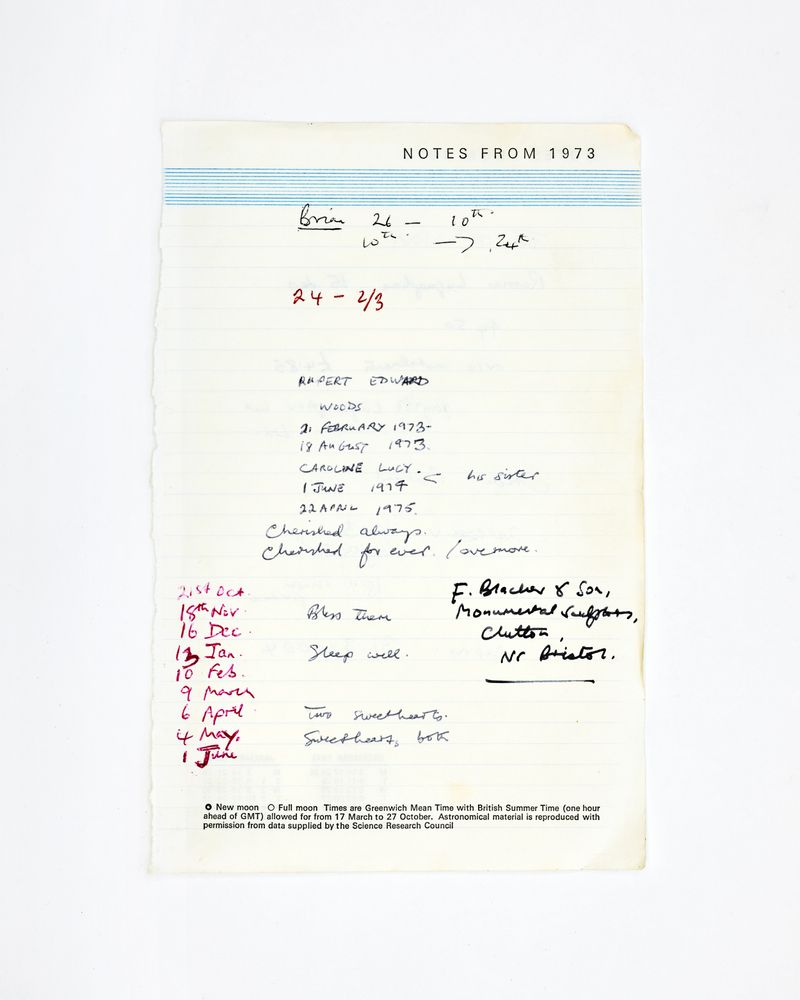 NOTES FROM 1973
Brian 26 — 10th.
10th. —> 24th
24 - 2/3
RUPERT EDWARD
WOODS
21 FEBRUARY 1973-
18 AUGUST 1973.
CAROLINE LUCY.
his sister
1 JUNE 1974
22 APRIL 1975.
Cherished always.
Cherished for ever. /overmore.
21st Oct.
18th Nov.
16 Dec.
13 Jan.
10 Feb.
9 March
6 April
4 May.
1 June
Bless them
Sleep well.
Two sweethearts.
Sweethearts, both
F. Blacker & Son,
Monumental Sculptors,
Clutton,
Nr Bristol.
New moon Full moon Times are Greenwich Mean Time with British Summer Time (one hour
ahead of GMT) allowed for from 17 March to 27 October. Astronomical material is reproduced with
permission from data supplied by the Science Research Council